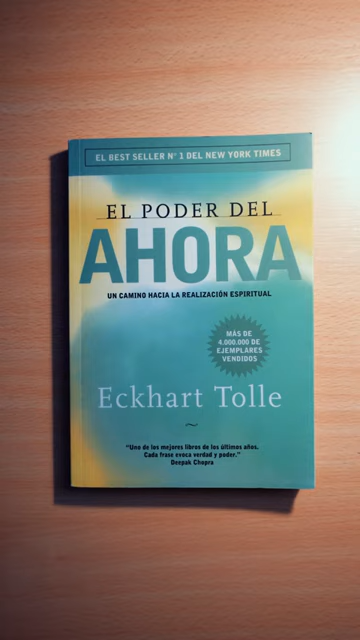 EL BEST SELLER Nº 1 DEL NEW YORK TIMES
EL PODER DEL
AHORA
UN CAMINO HACIA LA REALIZACIÓN ESPIRITUAL
MÁS DE
4.000.000 DE
EJEMPLARES
VENDIDOS
Eckhart Tolle
"Uno de los mejores libros de los últimos años.
Cada frase evoca verdad y poder."
Deepak Chopra